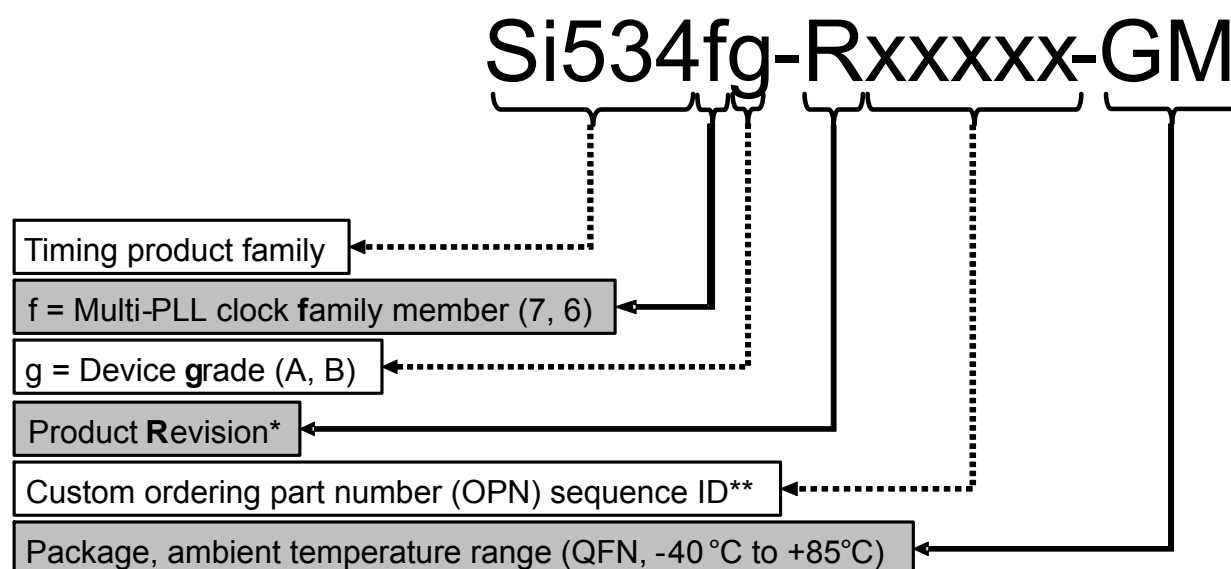 Si534fg-Rxxxxx-GM
Timing product family
f = Multi-PLL clock family member (7, 6)
g = Device grade (A, B)
Product Revision*
Custom ordering part number (OPN) sequence ID**
Package, ambient temperature range (QFN, -40 °C to +85°C)